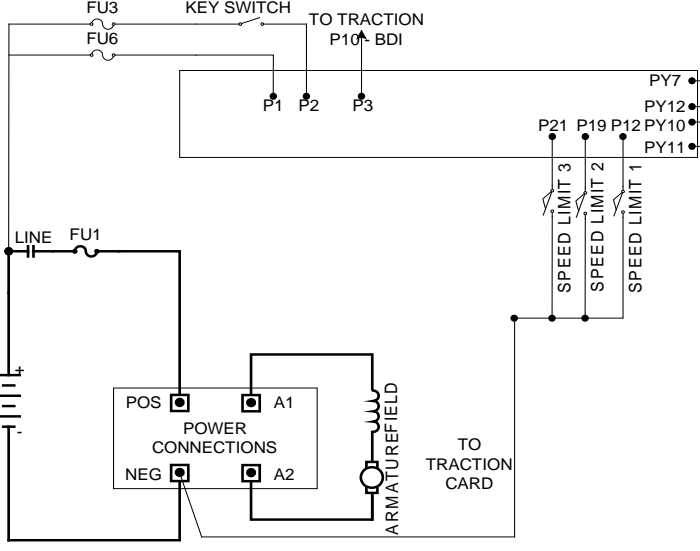 FU3
KEY SWITCH
TO TRACTION
P10 - BDI
FU6
PY7
P1
P2
P3
PY12
P21
P19
P12
PY10
PY11
SPEED LIMIT 3
SPEED LIMIT 2
SPEED LIMIT 1
LINE
FU1
+
-
POS
A1
POWER
CONNECTIONS
NEG
A2
FIELD
ARMATURE
TO
TRACTION
CARD